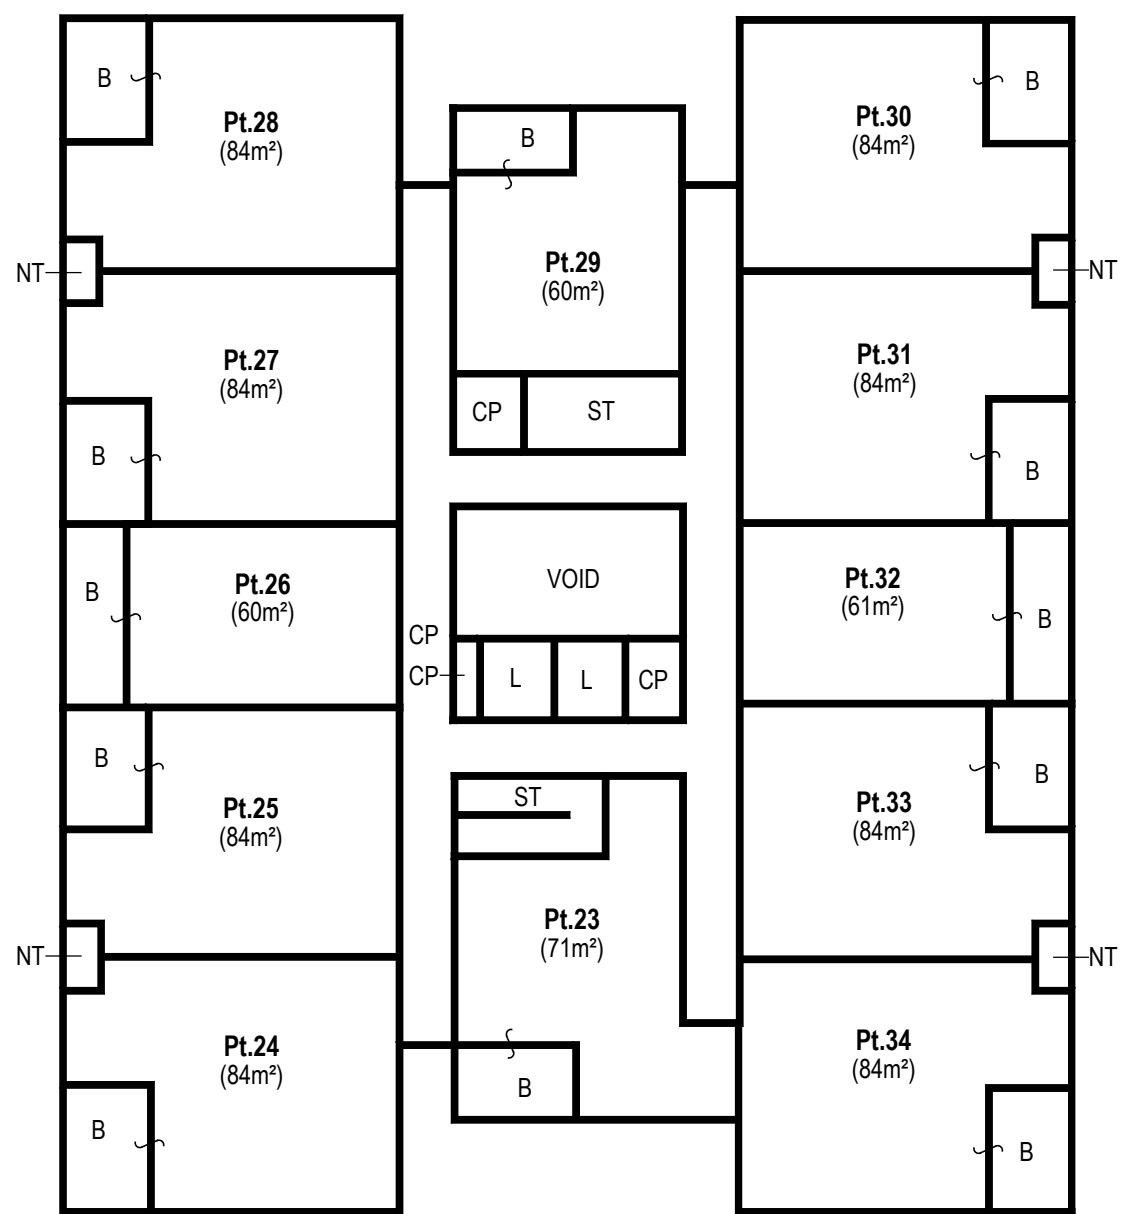 B
Pt.28
(84m²)
B
Pt.29
(60m²)
Pt.30
(84m²)
B
NT
NT
Pt.27
(84m²)
B
CP
ST
Pt.31
(84m²)
B
B
Pt.26
(60m²)
VOID
CP
CP
L
L
CP
Pt.32
(61m²)
B
B
Pt.25
(84m²)
ST
Pt.33
(84m²)
B
NT
Pt.23
(71m²)
NT
Pt.24
(84m²)
B
B
Pt.34
(84m²)
B